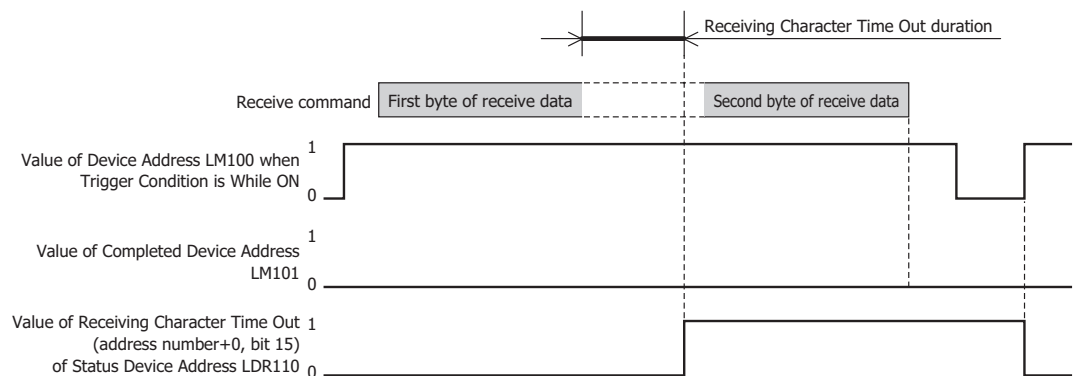 Receiving Character Time Out duration
Receive command
First byte of receive data
Second byte of receive data
Value of Device Address LM100 when
Trigger Condition is While ON
1
0
Value of Completed Device Address
LM101
1
0
Value of Receiving Character Time Out
(address number+0, bit 15)
of Status Device Address LDR110
1
0